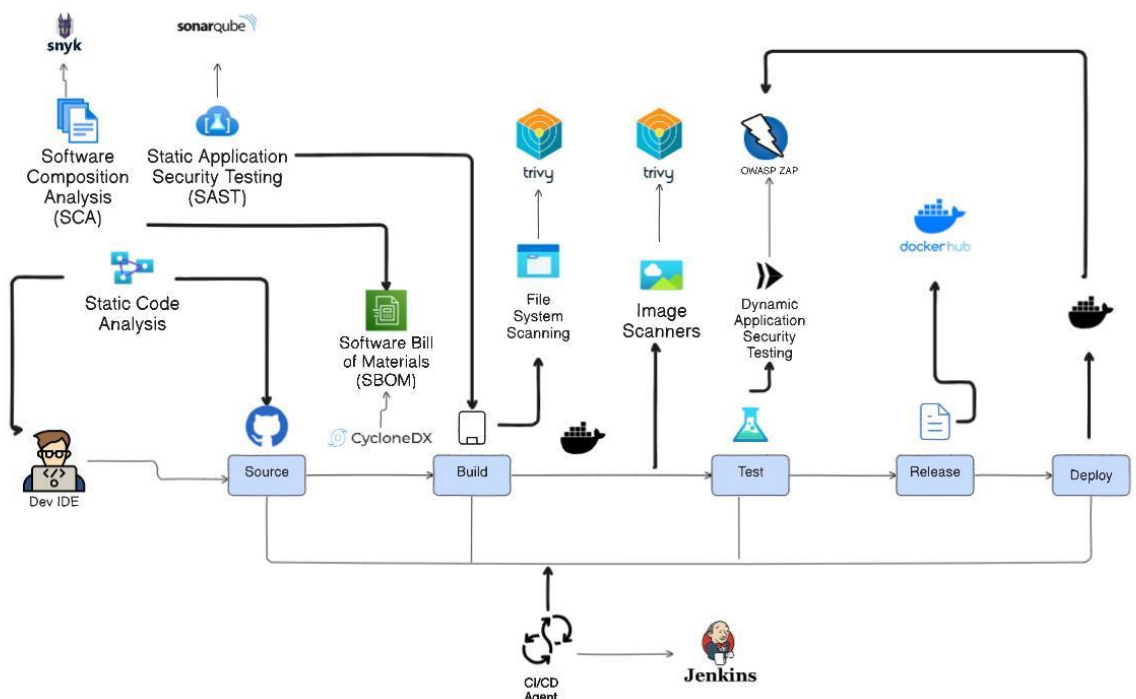 snyk
sonarqube
Software
Composition
Analysis
(SCA)
Static Application
Security Testing
(SAST)
trivy
trivy
OWASP ZAP
dockerhub
Static Code
Analysis
Software Bill
of Materials
(SBOM)
CycloneDX
File
System
Scanning
Image
Scanners
Dynamic
Application
Security
Testing
Dev IDE
Source
Build
Test
Release
Deploy
CI/CD
Agent
Jenkins